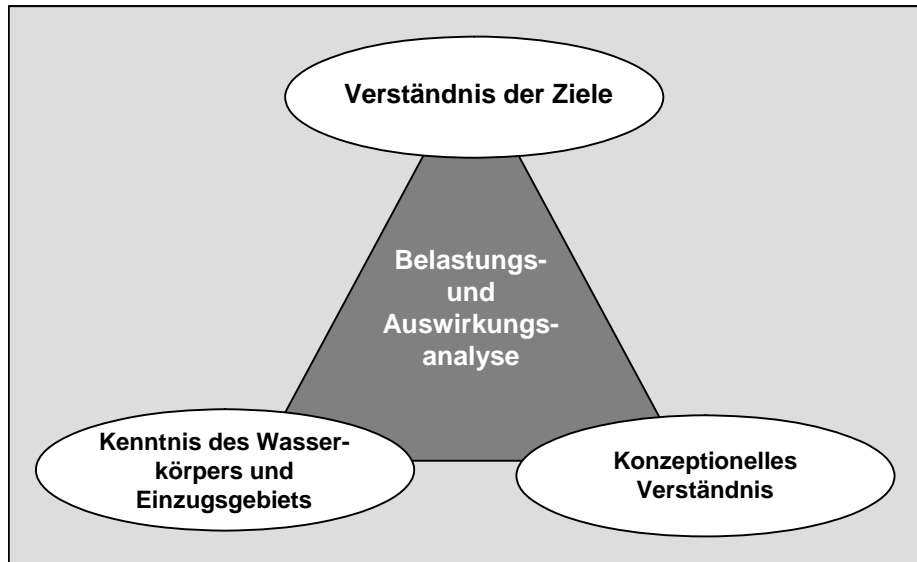 Verständnis der Ziele
Belastungs-
und
Auswirkungs-
analyse
Kenntnis des Wasser-
körpers und
Einzugsgebiets
Konzeptionelles
Verständnis